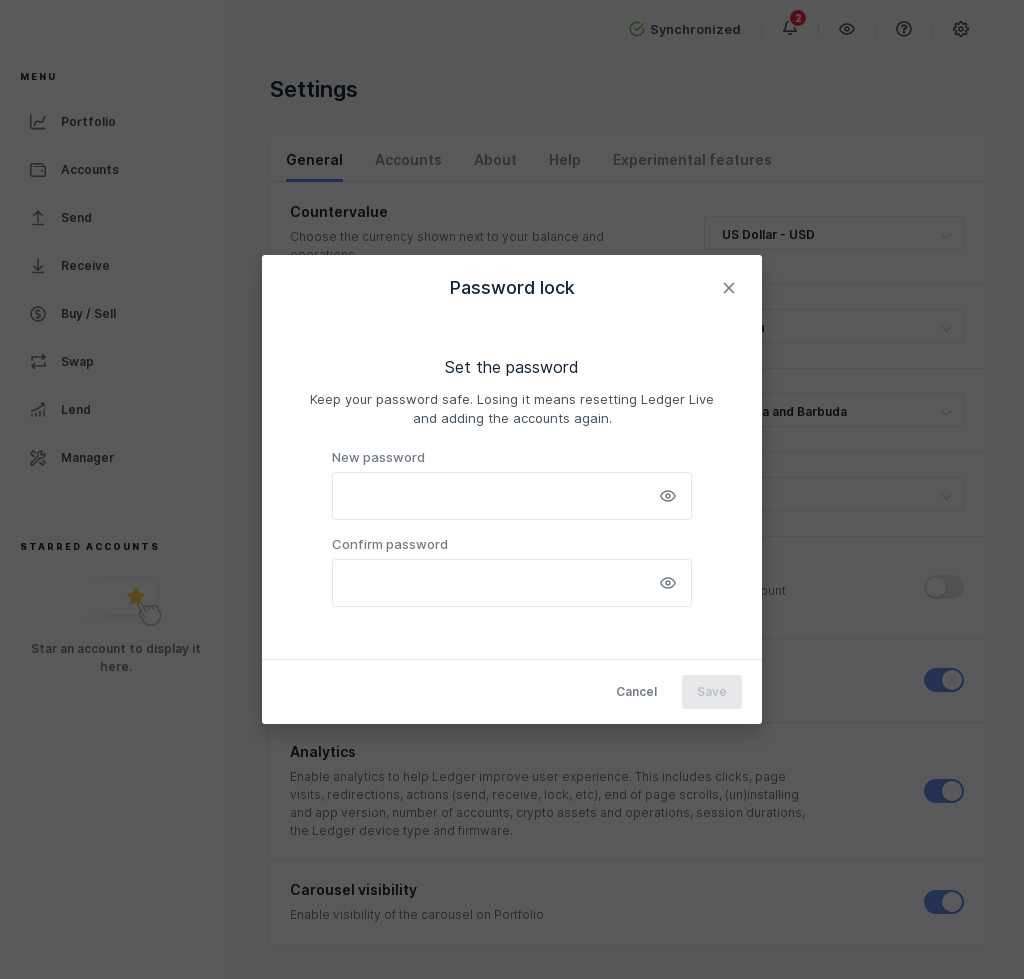 Synchronized
2
MENU
Portfolio
Accounts
Send
Receive
Buy / Sell
Swap
Lend
Manager
STARRED ACCOUNTS
Star an account to display it
here.
Settings
General Accounts About Help Experimental features
Countervalue
Choose the currency shown next to your balance and
operations.
US Dollar - USD
and Barbuda
Password lock
Set the password
Keep your password safe. Losing it means resetting Ledger Live
and adding the accounts again.
New password
Confirm password
Cancel
Save
Analytics
Enable analytics to help Ledger improve user experience. This includes clicks, page
visits, redirections, actions (send, receive, lock, etc), end of page scrolls, (un)installing
and app version, number of accounts, crypto assets and operations, session durations,
the Ledger device type and firmware.
Carousel visibility
Enable visibility of the carousel on Portfolio